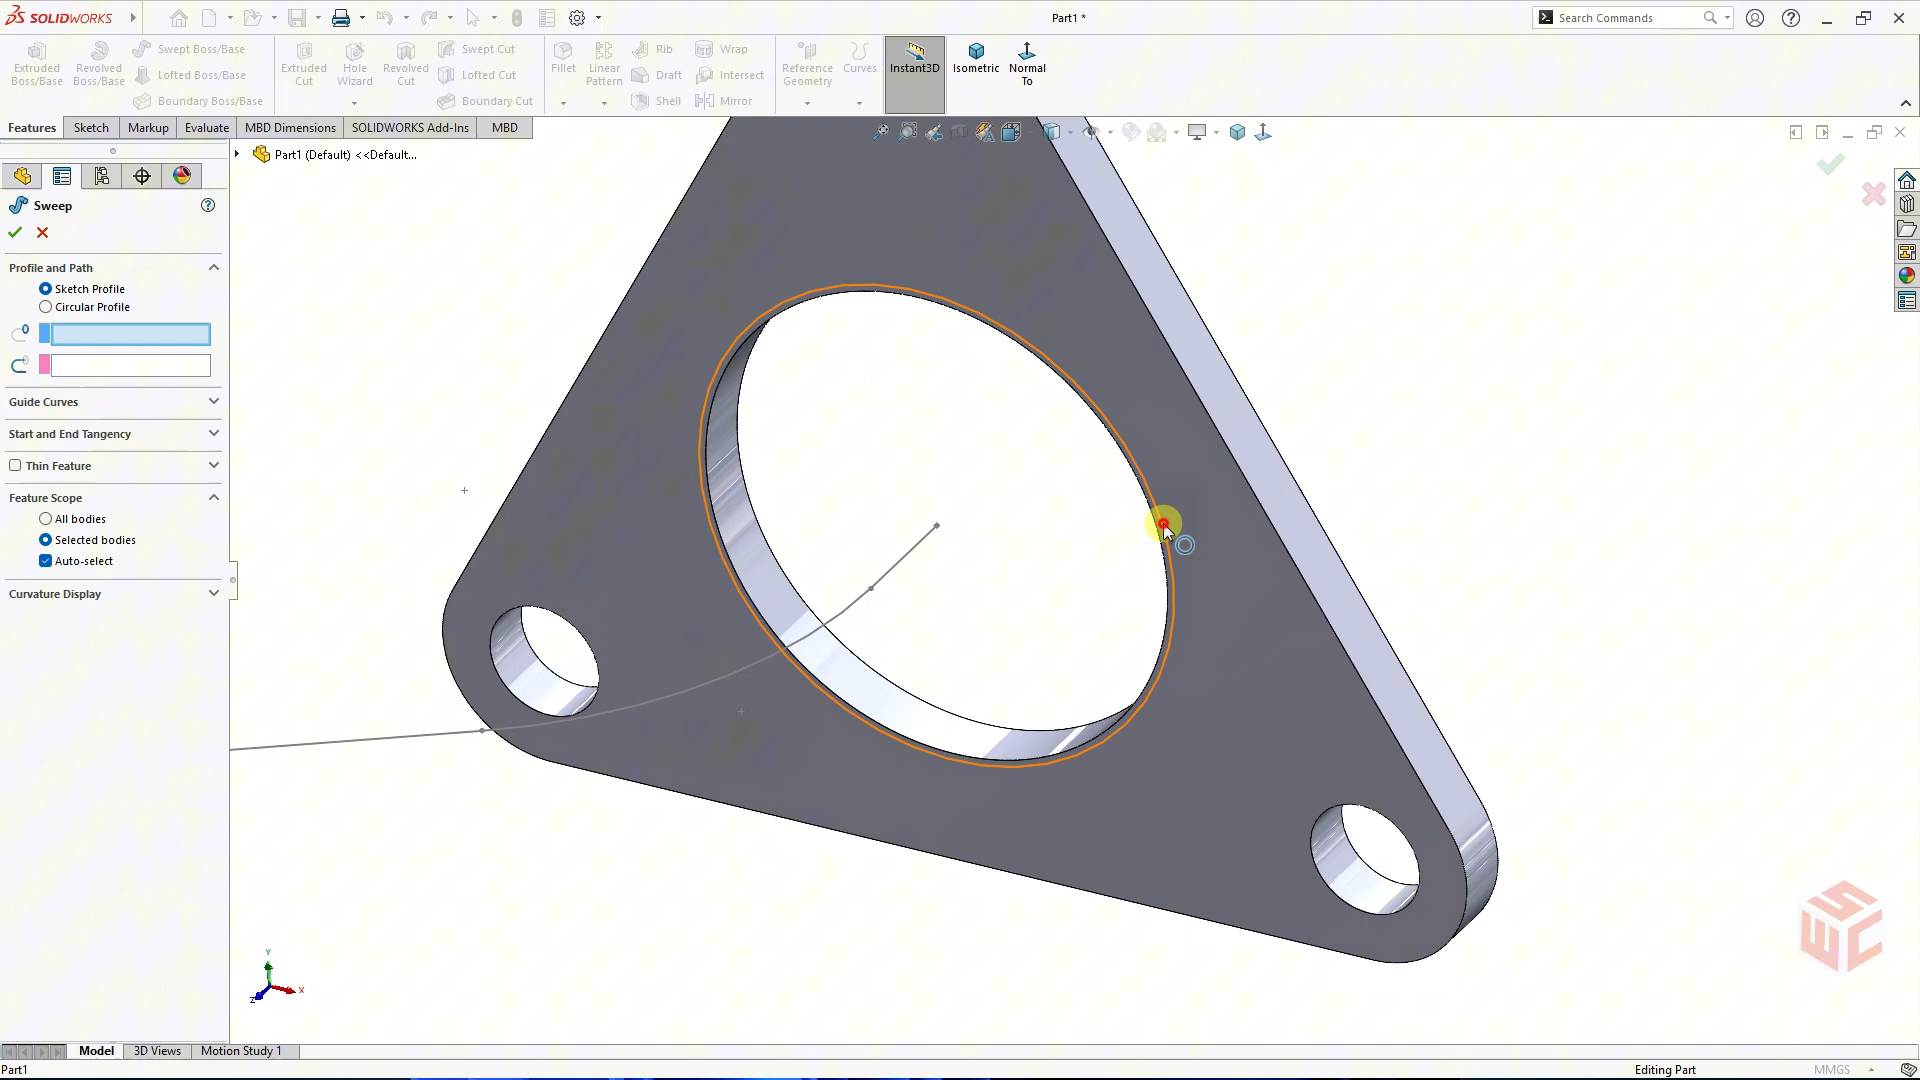 SOLIDWORKS
Part1 *
Search Commands
Extruded Boss/Base
Revolved Boss/Base
Swept Boss/Base
Lofted Boss/Base
Boundary Boss/Base
Extruded Cut
Hole Wizard
Revolved Cut
Swept Cut
Lofted Cut
Boundary Cut
Fillet
Linear Pattern
Rib
Draft
Shell
Wrap
Intersect
Mirror
Reference Geometry
Curves
Instant3D
Isometric
Normal To
Features
Sketch
Markup
Evaluate
MBD Dimensions
SOLIDWORKS Add-Ins
MBD
Part1 (Default) <<Default...
Sweep
Profile and Path
Sketch Profile
Circular Profile
Guide Curves
Start and End Tangency
Thin Feature
Feature Scope
All bodies
Selected bodies
Auto-select
Curvature Display
Y
X
Z
SWC
Model
3D Views
Motion Study 1
Part1
Editing Part
MMGS